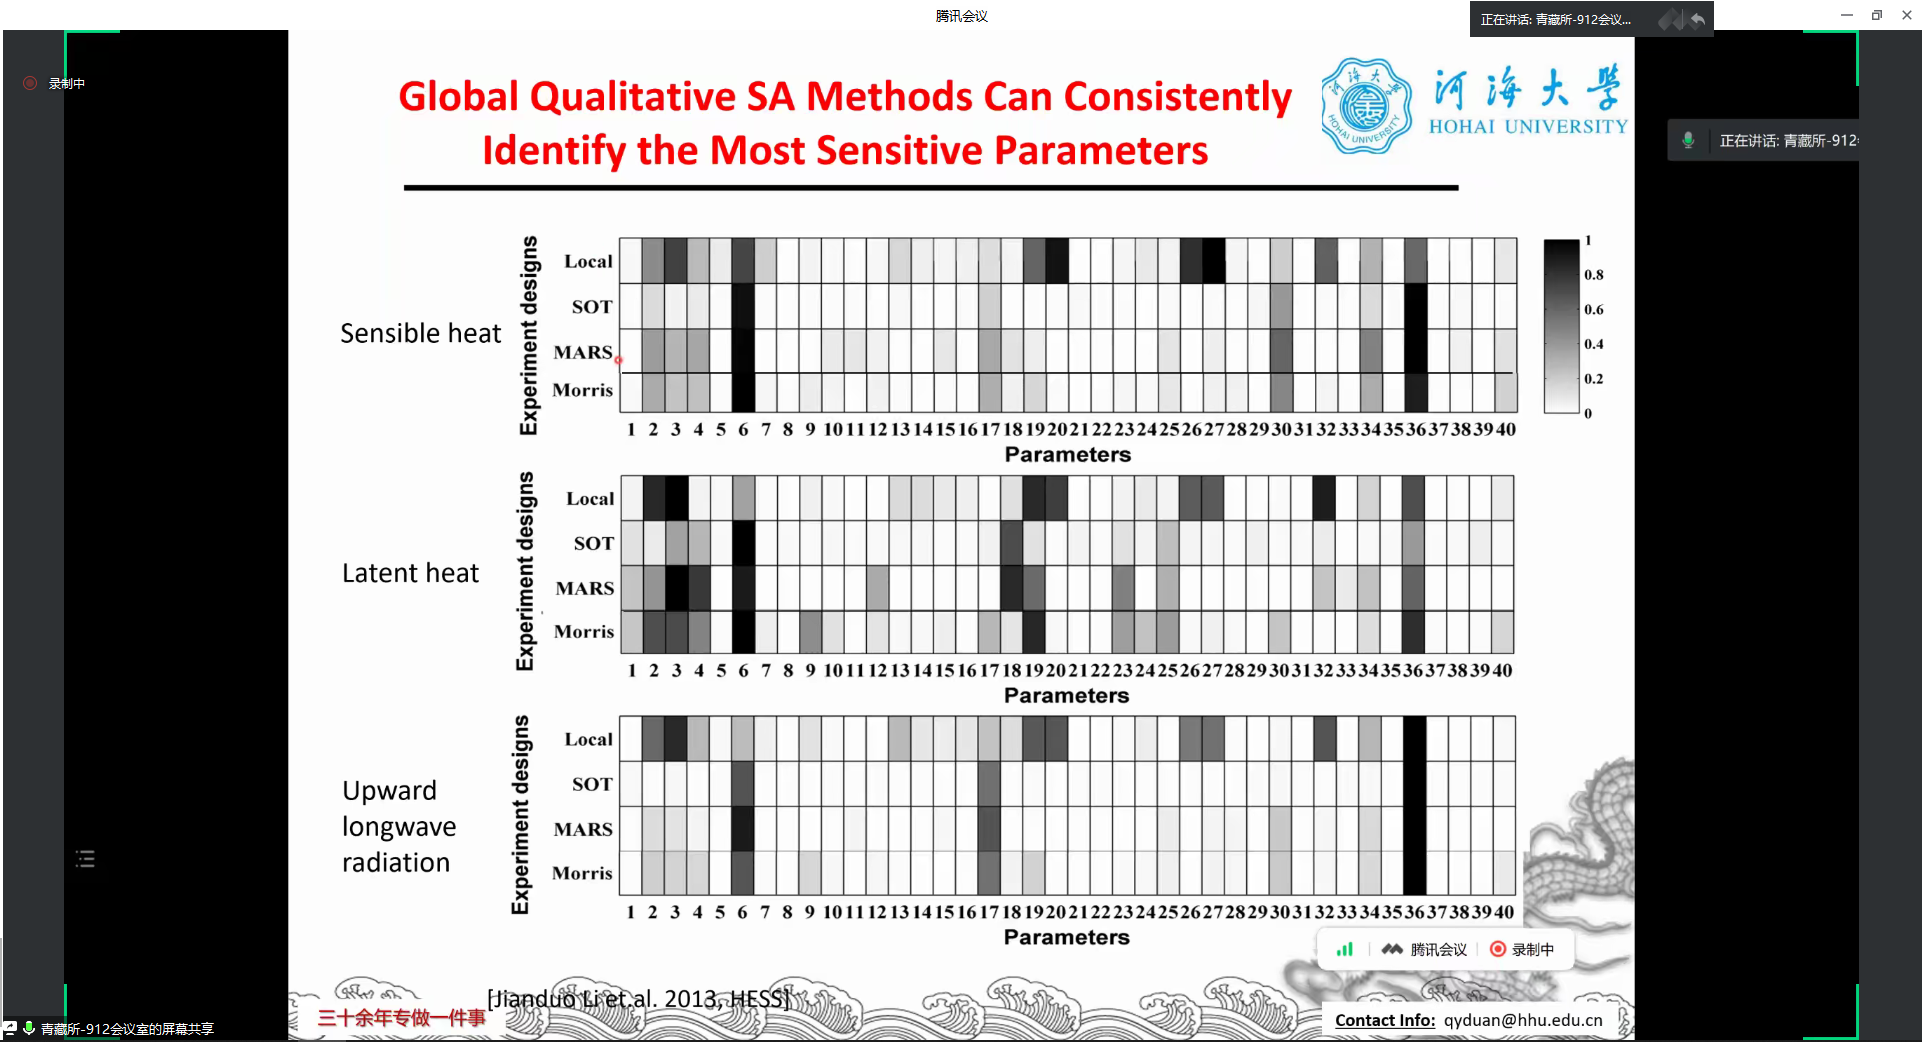 腾讯会议
正在讲话: 青藏所-912会议...
录制中
Global Qualitative SA Methods Can Consistently
Identify the Most Sensitive Parameters
河海大学
HOHAI UNIVERSITY
河海大
HOHAI UNIVERSITY
正在讲话: 青藏所-912
Sensible heat
Experiment designs
Local
SOT
MARS
Morris
1 2 3 4 5 6 7 8 9 10 11 12 13 14 15 16 17 18 19 20 21 22 23 24 25 26 27 28 29 30 31 32 33 34 35 36 37 38 39 40
Parameters
1
0.8
0.6
0.4
0.2
0
Latent heat
Experiment designs
Local
SOT
MARS
Morris
1 2 3 4 5 6 7 8 9 10 11 12 13 14 15 16 17 18 19 20 21 22 23 24 25 26 27 28 29 30 31 32 33 34 35 36 37 38 39 40
Parameters
Upward
longwave
radiation
Experiment designs
Local
SOT
MARS
Morris
1 2 3 4 5 6 7 8 9 10 11 12 13 14 15 16 17 18 19 20 21 22 23 24 25 26 27 28 29 30 31 32 33 34 35 36 37 38 39 40
Parameters
腾讯会议
录制中
[Jianduo Li et al. 2013, HESS]
三十余年专做一件事
Contact Info: qyduan@hhu.edu.cn
青藏所-912会议室的屏幕共享